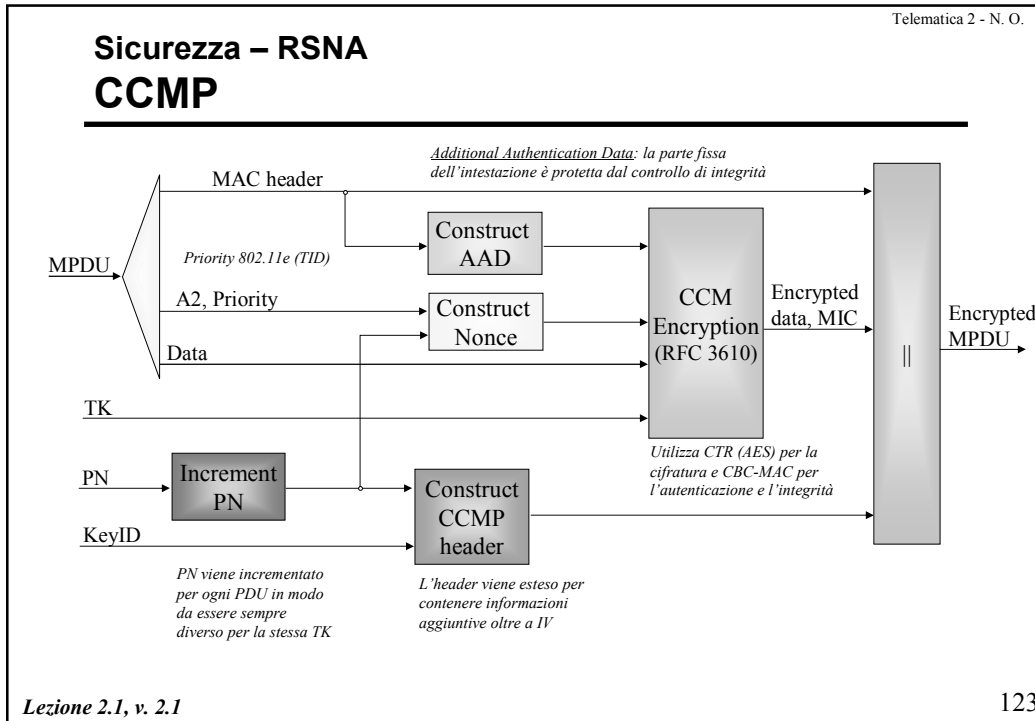 Telematica 2 - N. O.
Sicurezza – RSNA
CCMP
Additional Authentication Data: la parte fissa
dell'intestazione è protetta dal controllo di integrità
MAC header
Construct
AAD
MPDU
Priority 802.11e (TID)
A2, Priority
Construct
Nonce
CCM
Encryption
(RFC 3610)
Encrypted
data, MIC
||
Encrypted
MPDU
Data
TK
Utilizza CTR (AES) per la
cifratura e CBC-MAC per
l'autenticazione e l'integrità
PN
Increment
PN
Construct
CCMP
header
KeyID
PN viene incrementato
per ogni PDU in modo
da essere sempre
diverso per la stessa TK
L'header viene esteso per
contenere informazioni
aggiuntive oltre a IV
Lezione 2.1, v. 2.1
123